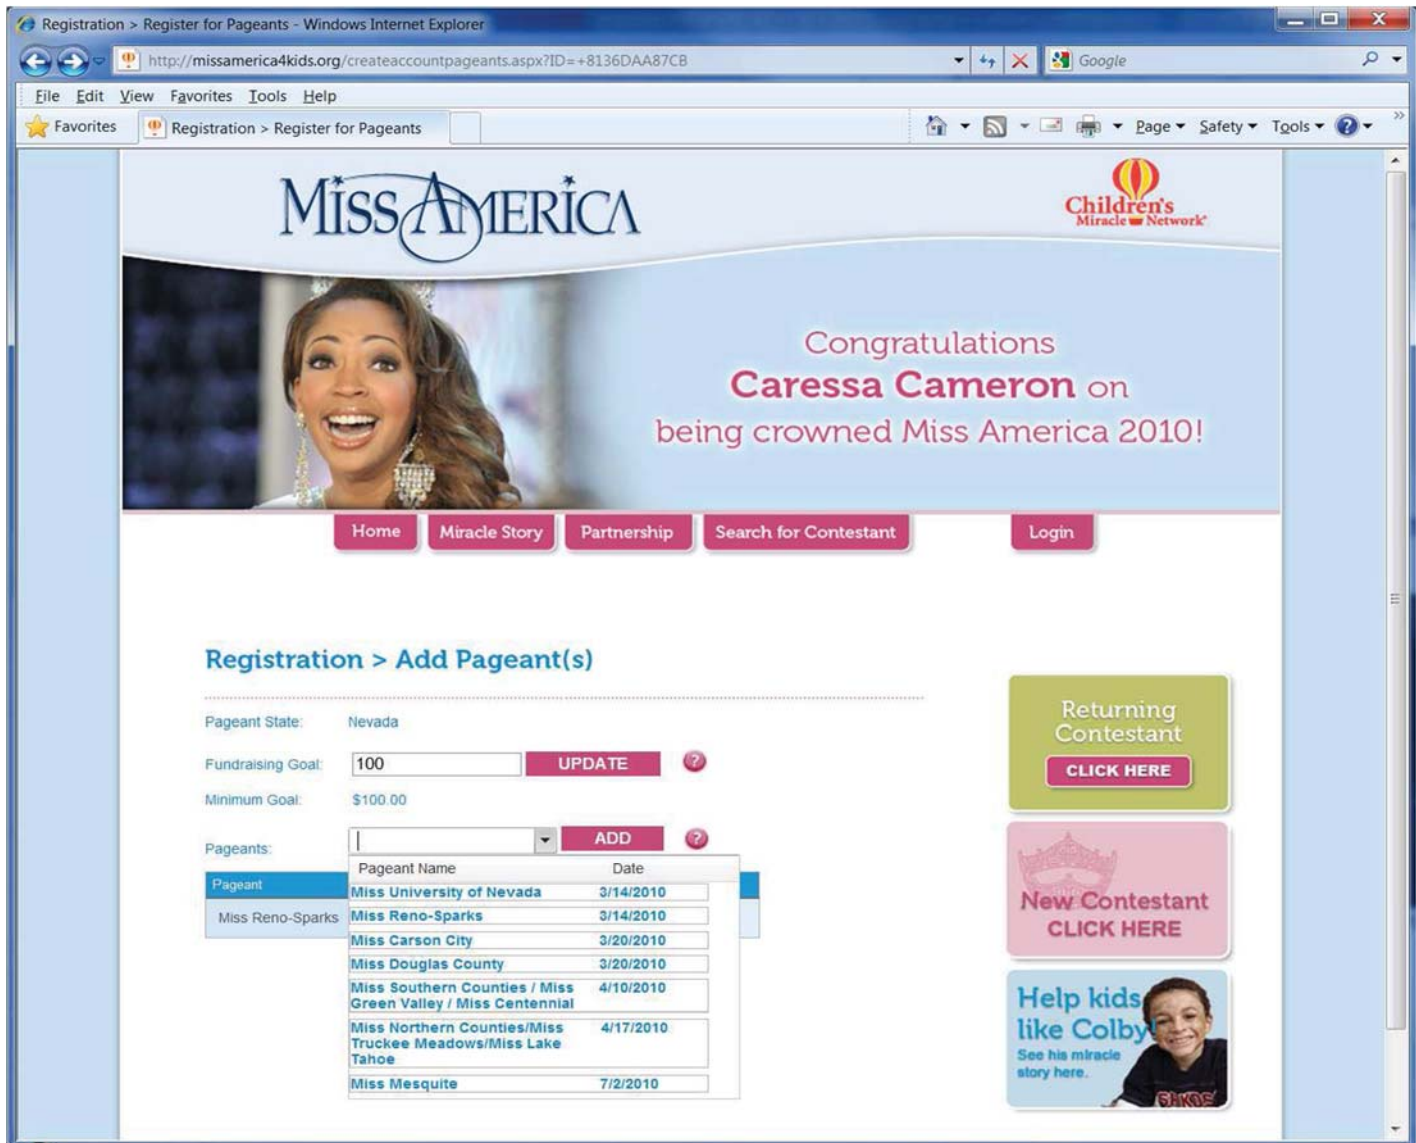 Registration > Register for Pageants - Windows Internet Explorer
http://missamerica4kids.org/createaccountpageants.aspx?ID=+8136DAA87CB
Google
File Edit View Favorites Tools Help
Favorites
Registration > Register for Pageants
Page Safety Tools
MISS AMERICA
Children's
Miracle Network
Congratulations
Caressa Cameron on
being crowned Miss America 2010!
Home Miracle Story Partnership Search for Contestant Login
Registration > Add Pageant(s)
Pageant State: Nevada
Fundraising Goal: 100 UPDATE ?
Minimum Goal: $100.00
Pageants: ADD ?
Pageant
Miss Reno-Sparks
Pageant Name Date
Miss University of Nevada 3/14/2010
Miss Reno-Sparks 3/14/2010
Miss Carson City 3/20/2010
Miss Douglas County 3/20/2010
Miss Southern Counties / Miss 4/10/2010
Green Valley / Miss Centennial
Miss Northern Counties/Miss 4/17/2010
Truckee Meadows/Miss Lake
Tahoe
Miss Mesquite 7/2/2010
Returning
Contestant
CLICK HERE
New Contestant
CLICK HERE
Help kids
like Colby!
See his miracle
story here.